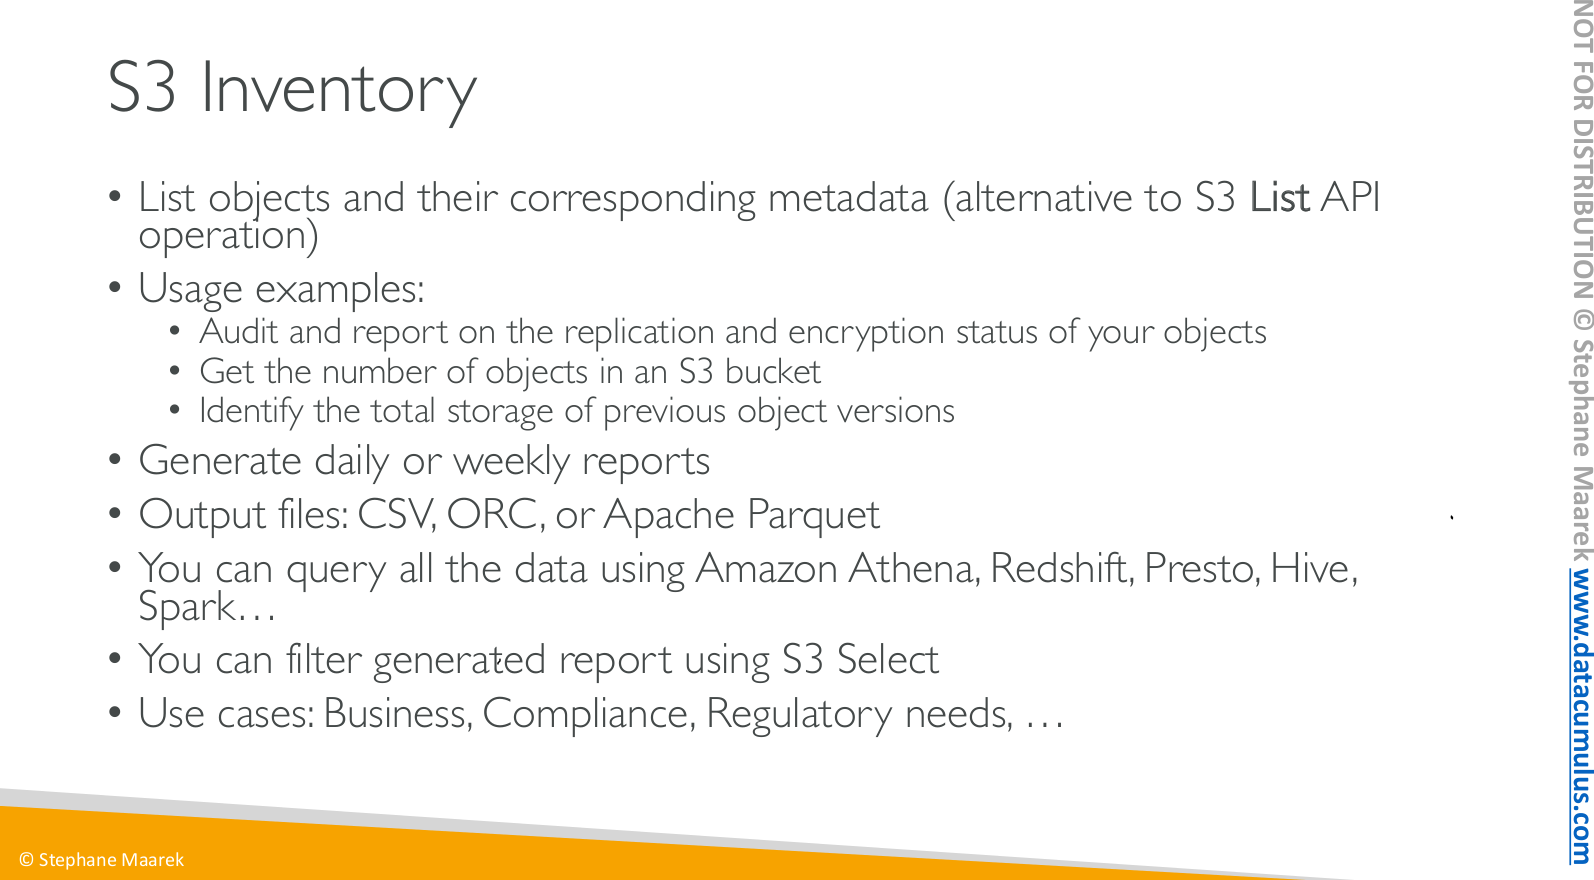 S3 Inventory
• List objects and their corresponding metadata (alternative to S3 List API
operation)
• Usage examples:
• Audit and report on the replication and encryption status of your objects
• Get the number of objects in an S3 bucket
• Identify the total storage of previous object versions
• Generate daily or weekly reports
• Output files: CSV, ORC, or Apache Parquet
• You can query all the data using Amazon Athena, Redshift, Presto, Hive,
Spark…
• You can filter generated report using S3 Select
• Use cases: Business, Compliance, Regulatory needs, …
© Stephane Maarek
NOT FOR DISTRIBUTION © Stephane Maarek www.datacumulus.com